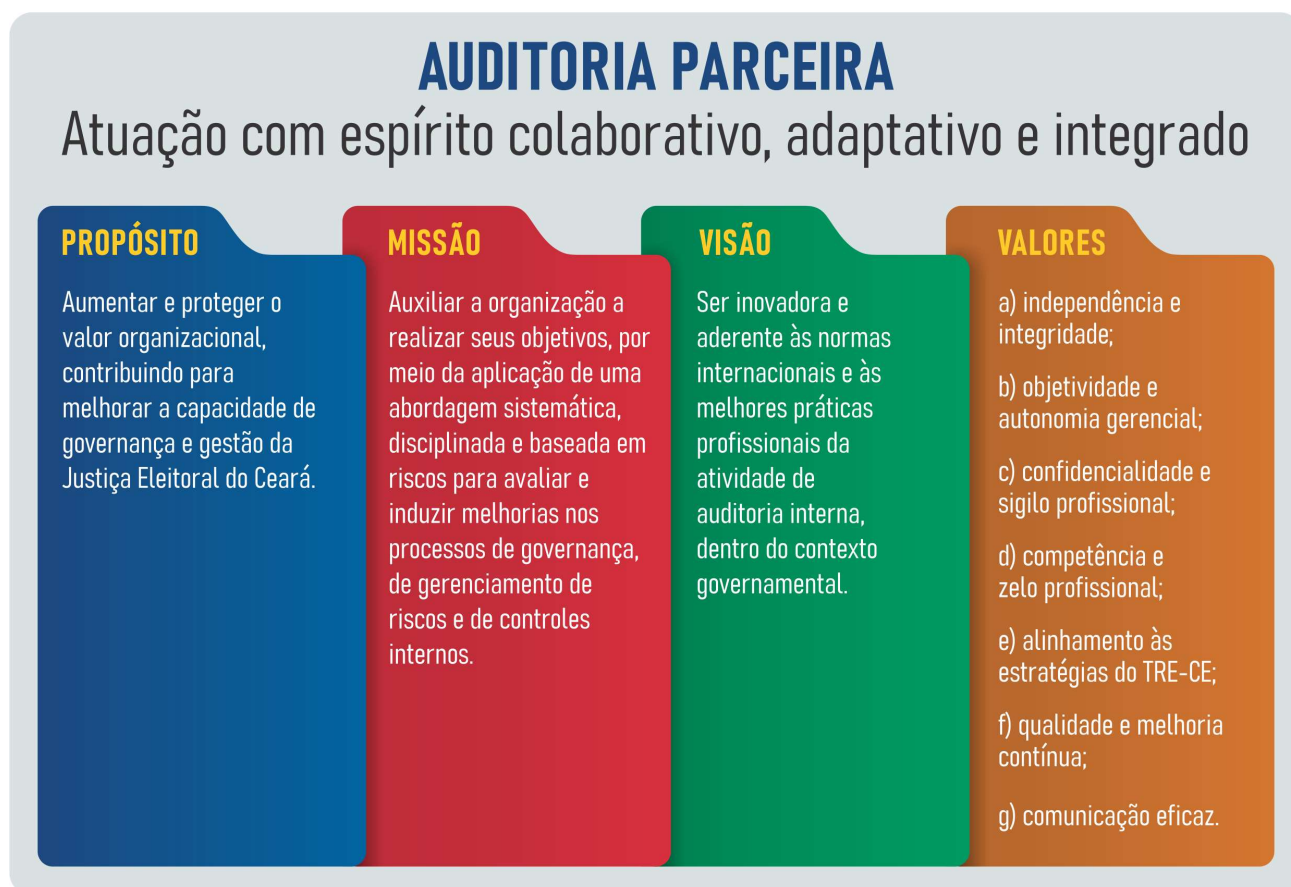 AUDITORIA PARCEIRA
Atuação com espírito colaborativo, adaptativo e integrado
PROPÓSITO
Aumentar e proteger o
valor organizacional,
contribuindo para
melhorar a capacidade de
governança e gestão da
Justiça Eleitoral do Ceará.
MISSÃO
Auxiliar a organização a
realizar seus objetivos, por
meio da aplicação de uma
abordagem sistemática,
disciplinada e baseada em
riscos para avaliar e
induzir melhorias nos
processos de governança,
de gerenciamento de
riscos e de controles
internos.
VISÃO
Ser inovadora e
aderente às normas
internacionais e às
melhores práticas
profissionais da
atividade de
auditoria interna,
dentro do contexto
governamental.
VALORES
a) independência e
integridade;
b) objetividade e
autonomia gerencial;
c) confidencialidade e
sigilo profissional;
d) competência e
zelo profissional;
e) alinhamento às
estratégias do TRE-CE;
f) qualidade e melhoria
contínua;
g) comunicação eficaz.